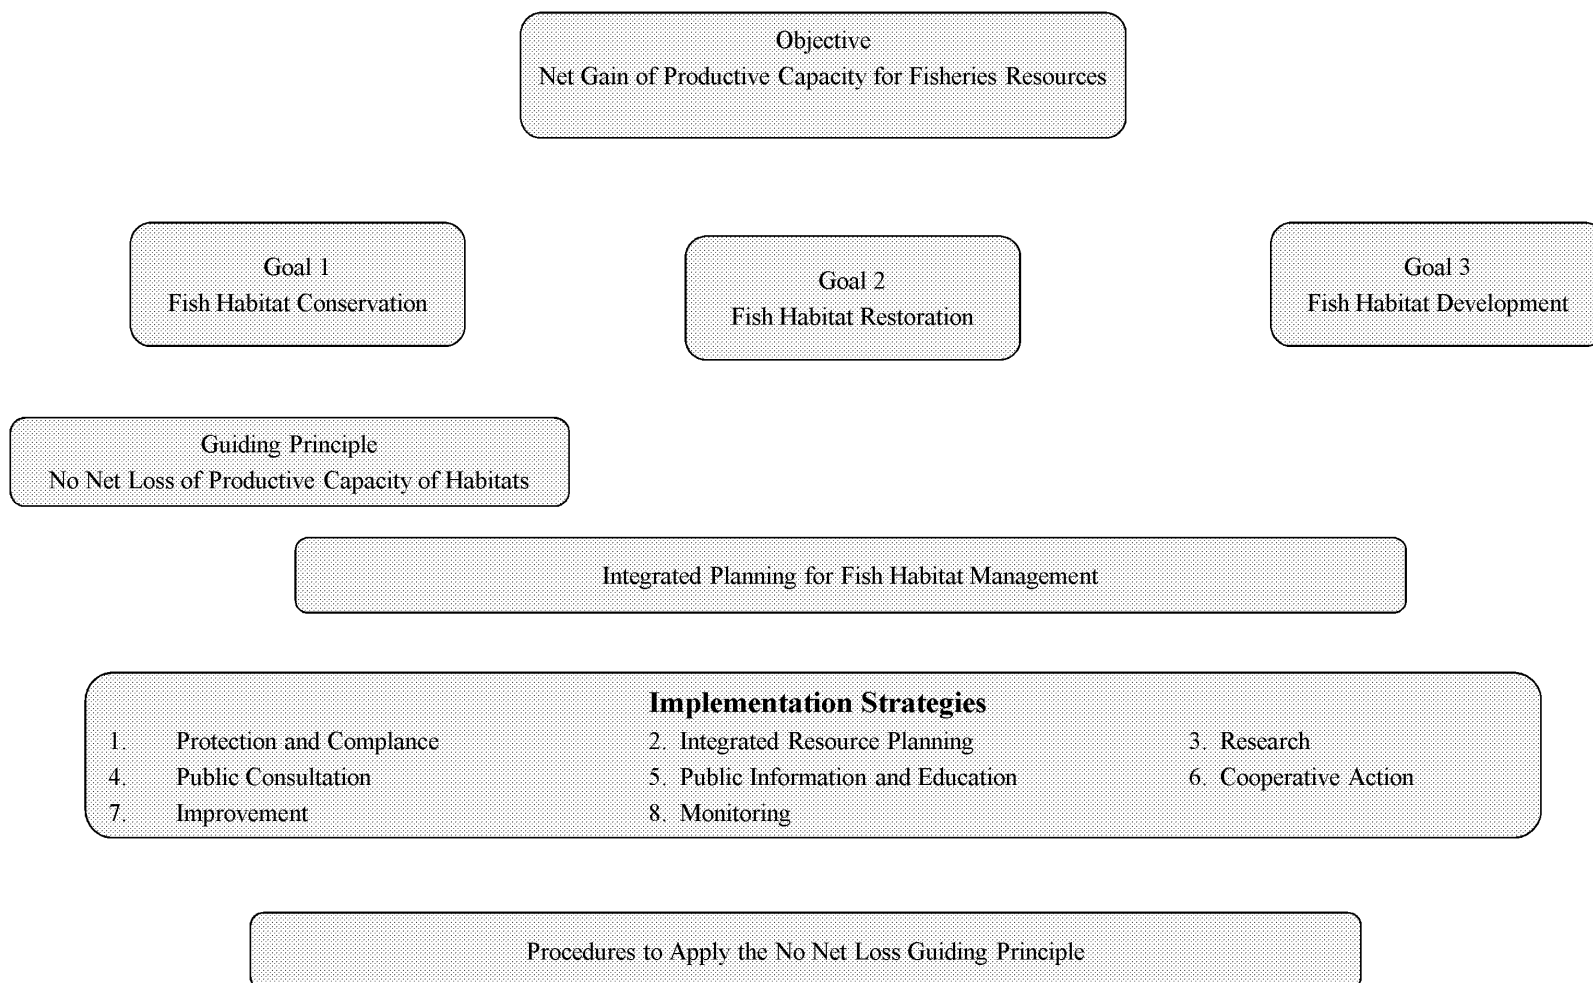 Objective
Net Gain of Productive Capacity for Fisheries Resources
Goal 1
Fish Habitat Conservation
Goal 2
Fish Habitat Restoration
Goal 3
Fish Habitat Development
Guiding Principle
No Net Loss of Productive Capacity of Habitats
Integrated Planning for Fish Habitat Management
Implementation Strategies
1. Protection and Complance 2. Integrated Resource Planning 3. Research
4. Public Consultation 5. Public Information and Education 6. Cooperative Action
7. Improvement 8. Monitoring
Procedures to Apply the No Net Loss Guiding Principle